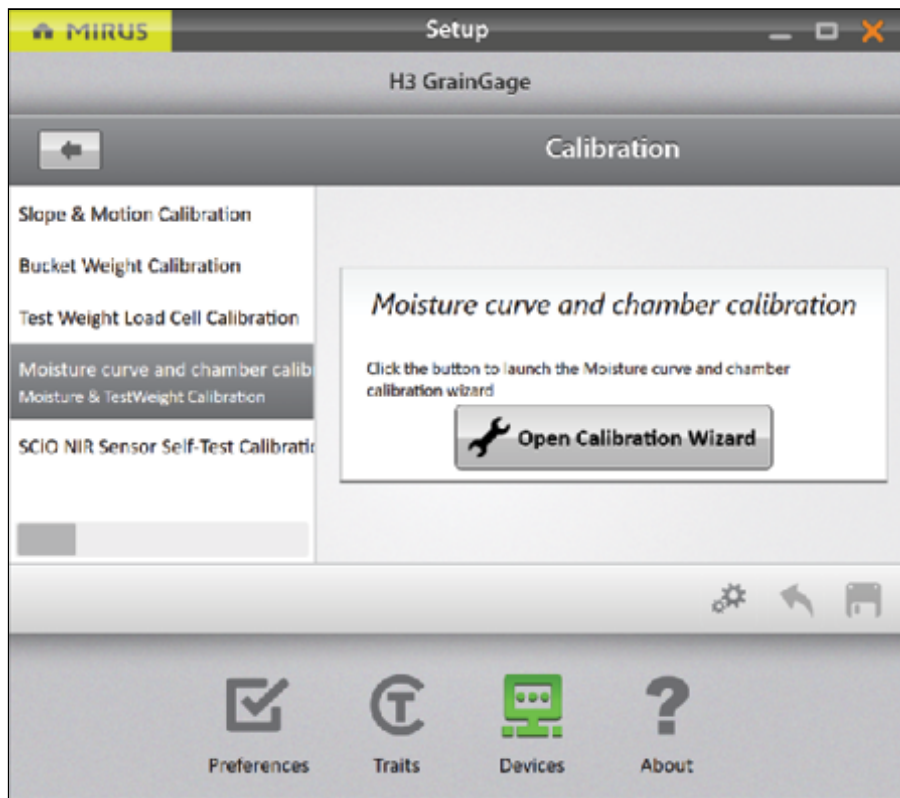 MIRUS
Setup
H3 GrainGage
Calibration
Slope & Motion Calibration
Bucket Weight Calibration
Test Weight Load Cell Calibration
Moisture curve and chamber calib
Moisture & TestWeight Calibration
SCiO NIR Sensor Self-Test Calibratio
Moisture curve and chamber calibration
Click the button to launch the Moisture curve and chamber
calibration wizard
Open Calibration Wizard
Preferences
Traits
Devices
About